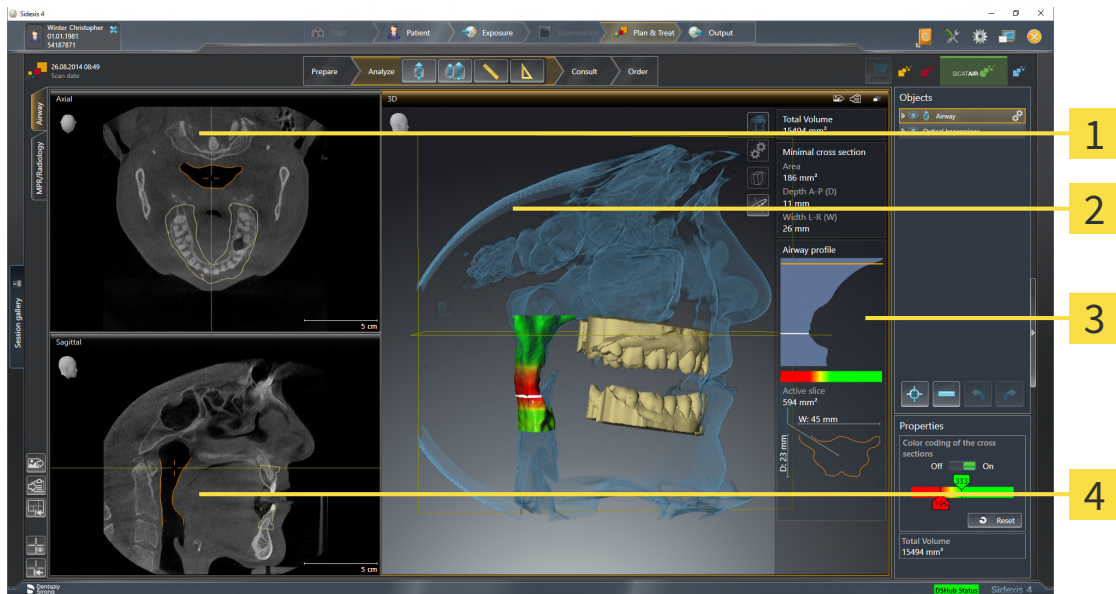 Sidexis 4
Winter Christopher
01.01.1981
54187871
Start
Patient
Exposure
Examination
Plan & Treat
Output
26.08.2014 08:49
Scan date
Prepare
Analyze
Consult
Order
SICATAIR
Airway
MPR/Radiology
Session gallery
Axial
5 cm
Sagittal
5 cm
3D
Total Volume
15494 mm³
Minimal cross section
Area
186 mm²
Depth A-P (D)
11 mm
Width L-R (W)
26 mm
Airway profile
Active slice
594 mm²
W: 45 mm
D: 23 mm
Objects
Airway
Optical Impressions
Properties
Color coding of the cross
sections
Off
On
333
Reset
Total Volume
15494 mm³
1
2
3
4
Dentsply
Sirona
DSHub Status
Sidexis 4